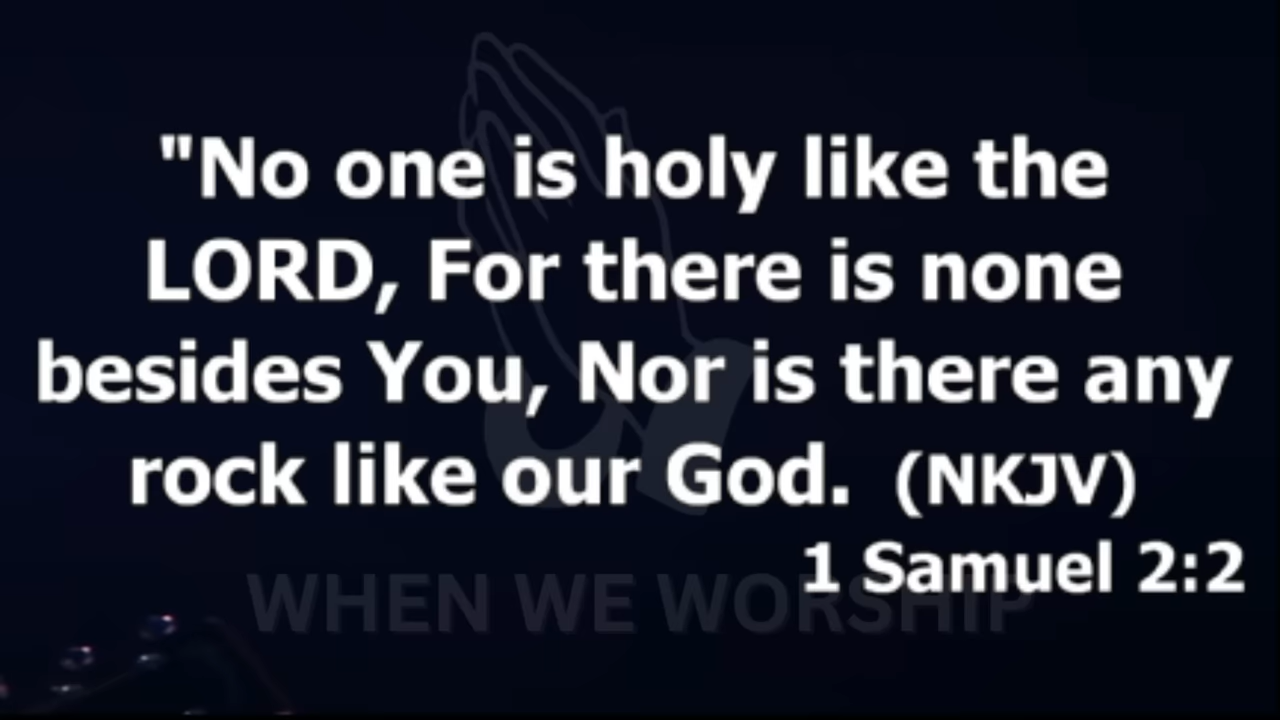 "No one is holy like the
LORD, For there is none
besides You, Nor is there any
rock like our God.  (NKJV)
1 Samuel 2:2
WHEN WE WORSHIP